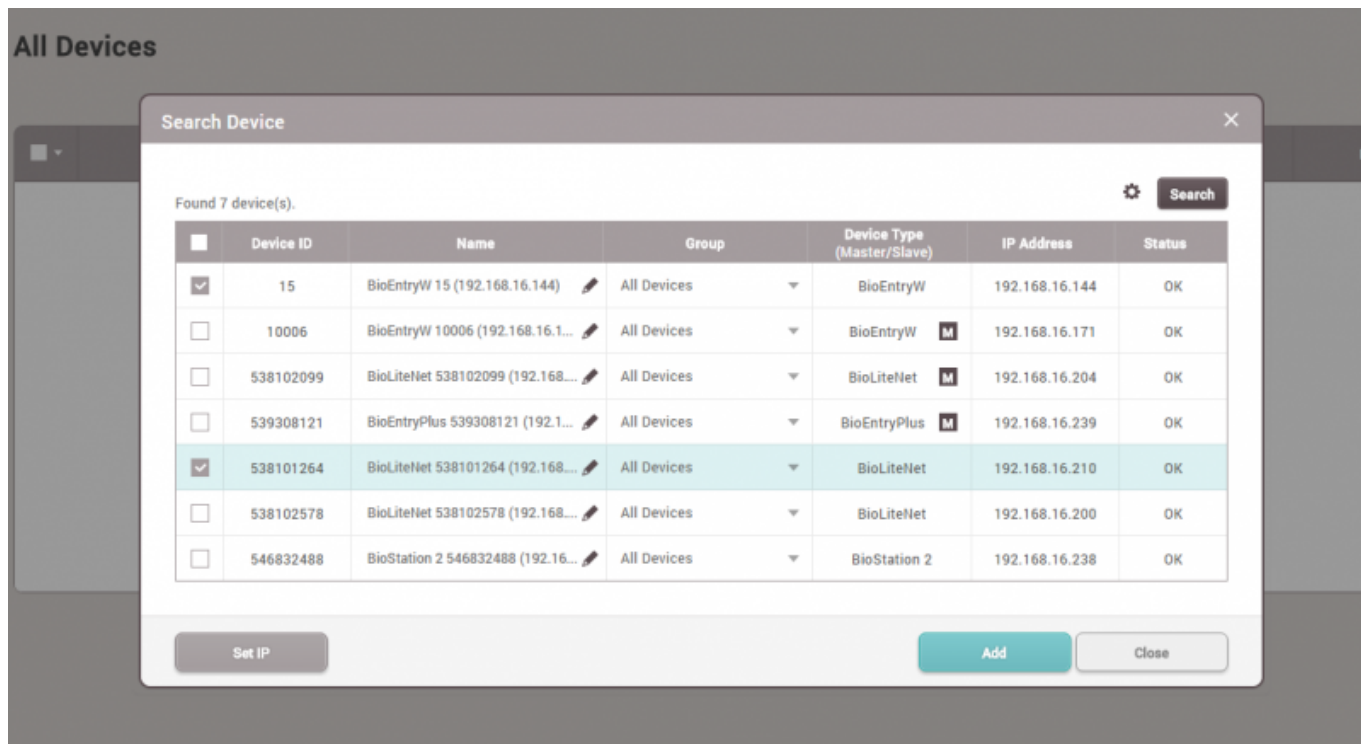 All Devices
Search Device
Found 7 device(s).
Search
Device ID Name Group Device Type (Master/Slave) IP Address Status
15 BioEntryW 15 (192.168.16.144) All Devices BioEntryW 192.168.16.144 OK
10006 BioEntryW 10006 (192.168.16.1... All Devices BioEntryW M 192.168.16.171 OK
538102099 BioLiteNet 538102099 (192.168.... All Devices BioLiteNet M 192.168.16.204 OK
539308121 BioEntryPlus 539308121 (192.1... All Devices BioEntryPlus M 192.168.16.239 OK
538101264 BioLiteNet 538101264 (192.168.... All Devices BioLiteNet 192.168.16.210 OK
538102578 BioLiteNet 538102578 (192.168.... All Devices BioLiteNet 192.168.16.200 OK
546832488 BioStation 2 546832488 (192.16... All Devices BioStation 2 192.168.16.238 OK
Set IP Add Close